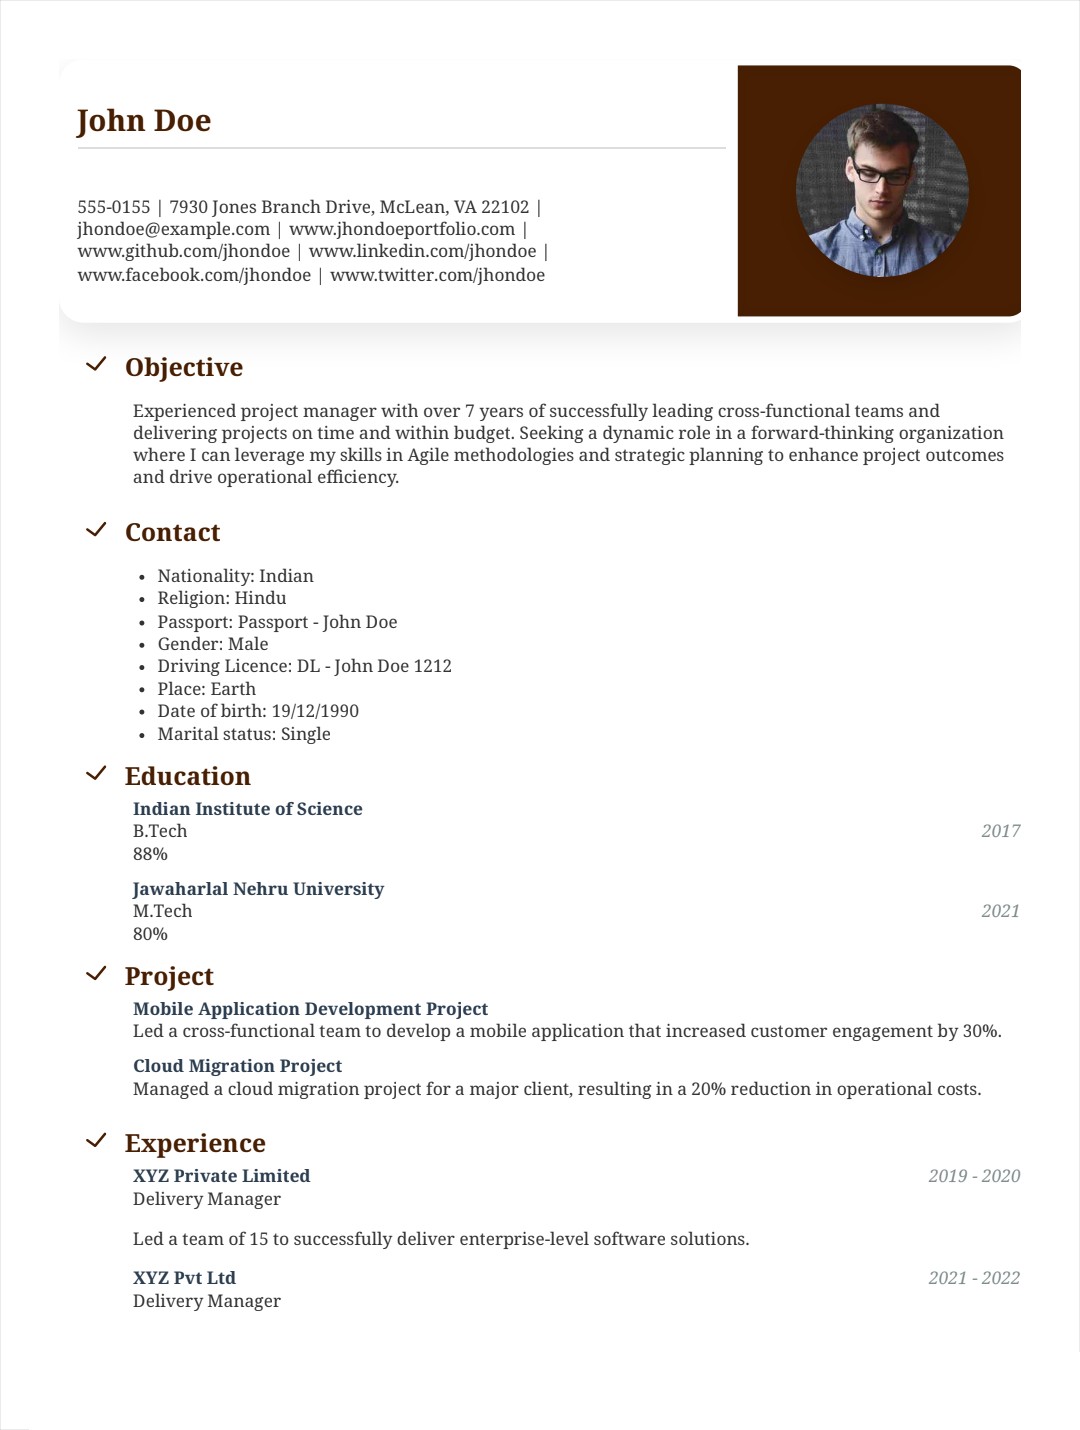 John Doe
555-0155 | 7930 Jones Branch Drive, McLean, VA 22102 |
jhondoe@example.com | www.jhondoeportfolio.com |
www.github.com/jhondoe | www.linkedin.com/jhondoe |
www.facebook.com/jhondoe | www.twitter.com/jhondoe
Objective
Experienced project manager with over 7 years of successfully leading cross-functional teams and
delivering projects on time and within budget. Seeking a dynamic role in a forward-thinking organization
where I can leverage my skills in Agile methodologies and strategic planning to enhance project outcomes
and drive operational efficiency.
Contact
• Nationality: Indian
• Religion: Hindu
• Passport: Passport - John Doe
• Gender: Male
• Driving Licence: DL - John Doe 1212
• Place: Earth
• Date of birth: 19/12/1990
• Marital status: Single
Education
Indian Institute of Science
B.Tech 2017
88%
Jawaharlal Nehru University
M.Tech 2021
80%
Project
Mobile Application Development Project
Led a cross-functional team to develop a mobile application that increased customer engagement by 30%.
Cloud Migration Project
Managed a cloud migration project for a major client, resulting in a 20% reduction in operational costs.
Experience
XYZ Private Limited 2019 - 2020
Delivery Manager
Led a team of 15 to successfully deliver enterprise-level software solutions.
XYZ Pvt Ltd 2021 - 2022
Delivery Manager